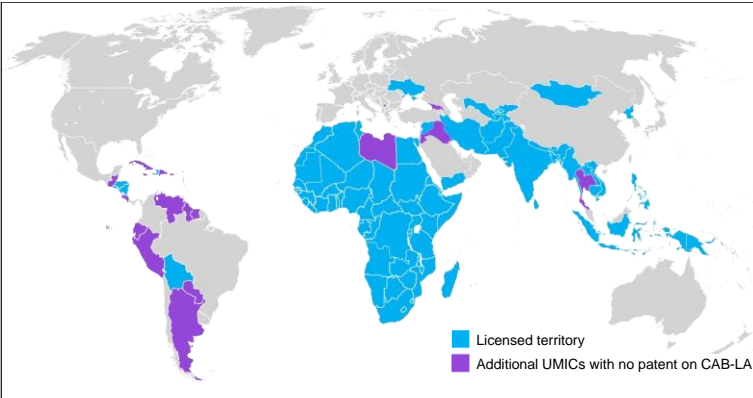 Licensed territory
Additional UMICs with no patent on CAB-LA